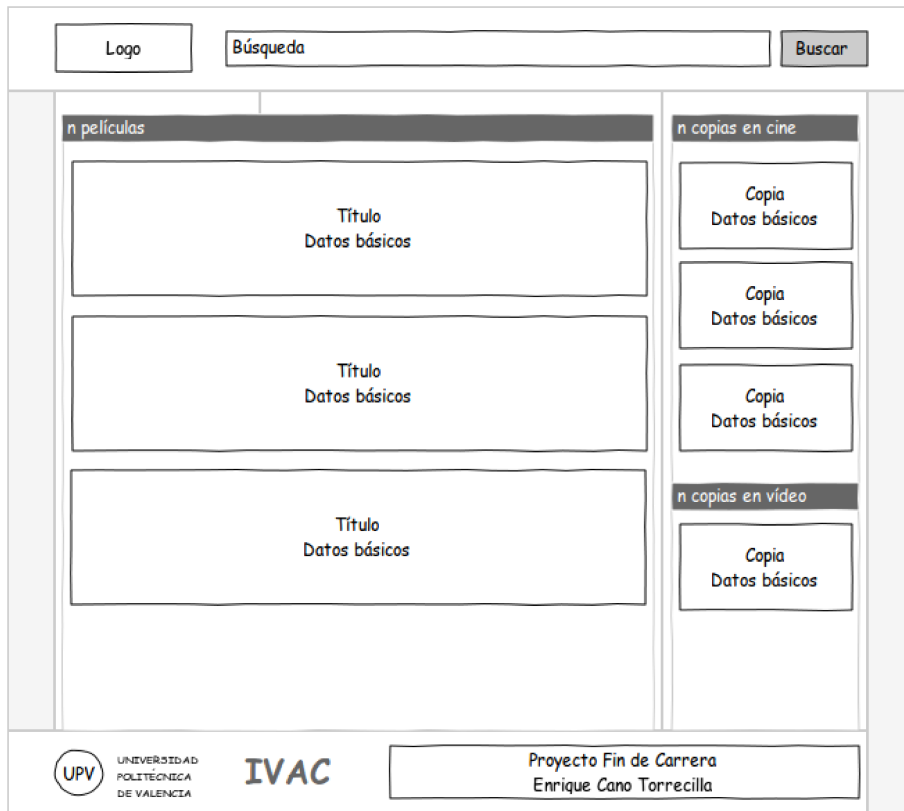 Logo
Búsqueda
Buscar
n películas
Título
Datos básicos
Título
Datos básicos
Título
Datos básicos
n copias en cine
Copia
Datos básicos
Copia
Datos básicos
Copia
Datos básicos
n copias en vídeo
Copia
Datos básicos
UPV
UNIVERSIDAD
POLITÉCNICA
DE VALENCIA
IVAC
Proyecto Fin de Carrera
Enrique Cano Torrecilla